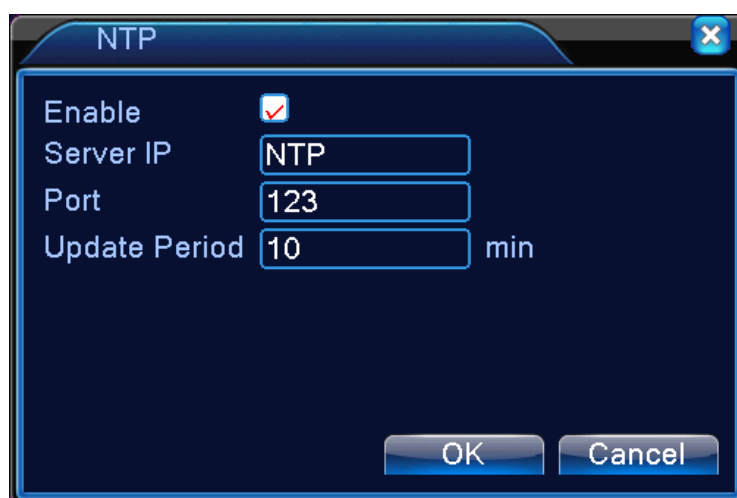 NTP
Enable
Server IP NTP
Port 123
Update Period 10 min
OK Cancel